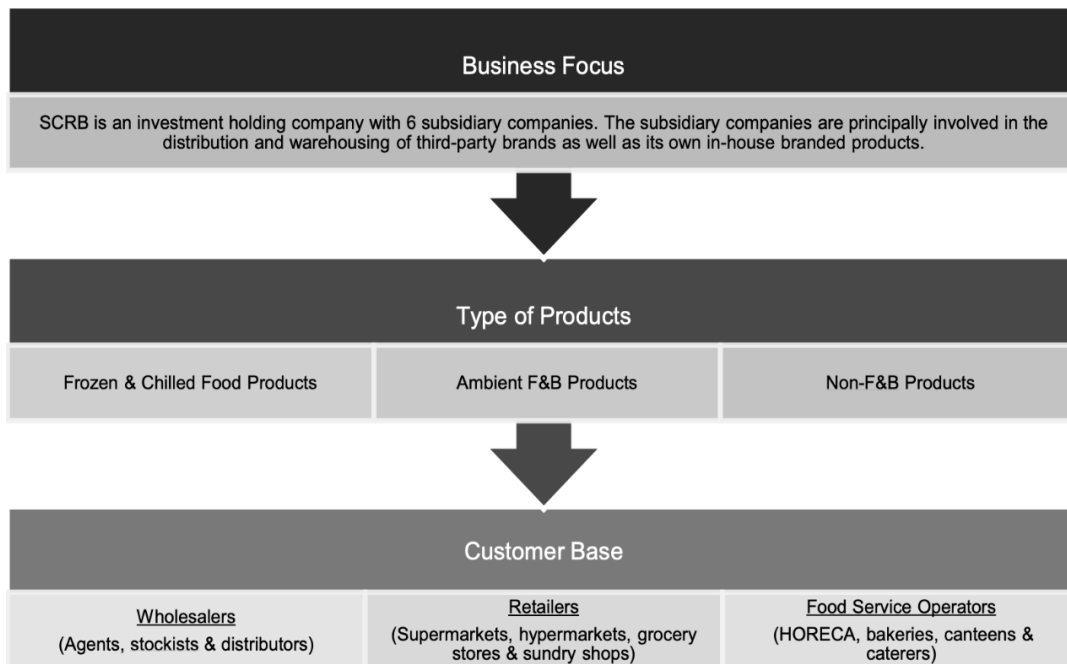 Business Focus
SCRB is an investment holding company with 6 subsidiary companies. The subsidiary companies are principally involved in the
distribution and warehousing of third-party brands as well as its own in-house branded products.
Type of Products
Frozen & Chilled Food Products
Ambient F&B Products
Non-F&B Products
Customer Base
Wholesalers
(Agents, stockists & distributors)
Retailers
(Supermarkets, hypermarkets, grocery
stores & sundry shops)
Food Service Operators
(HORECA, bakeries, canteens &
caterers)